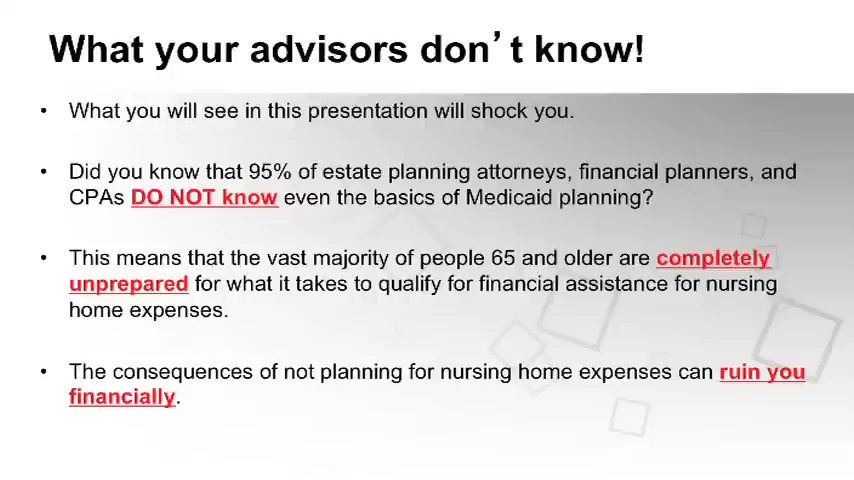 What your advisors don’t know!
• What you will see in this presentation will shock you.
• Did you know that 95% of estate planning attorneys, financial planners, and
CPAs DO NOT know even the basics of Medicaid planning?
• This means that the vast majority of people 65 and older are completely
unprepared for what it takes to qualify for financial assistance for nursing
home expenses.
• The consequences of not planning for nursing home expenses can ruin you
financially.